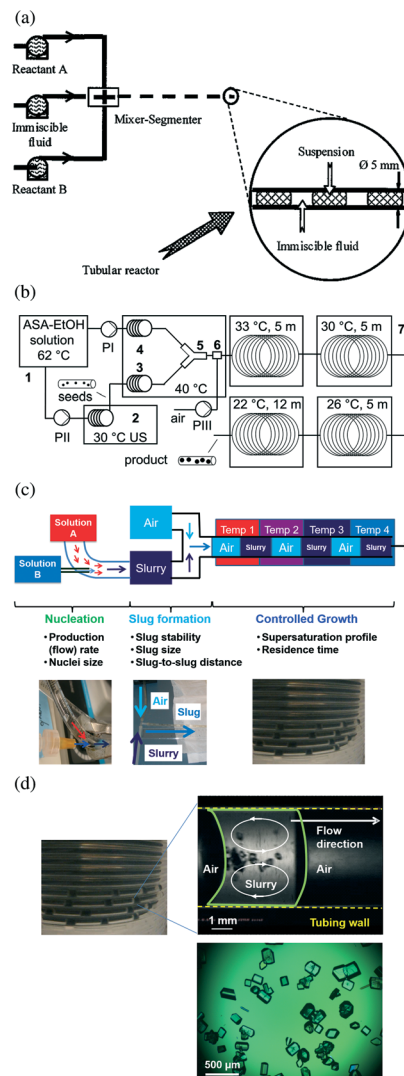 (a)
Reactant A
Immiscible
fluid
Mixer-Segmenter
Reactant B
Suspension
Ø 5 mm
Immiscible fluid
Tubular reactor
(b)
ASA-EtOH
solution
62 °C
PI
4
5
6
3
40 °C
1
seeds
2
PII
30 °C US
air
PIII
product
33 °C, 5 m
30 °C, 5 m
7
22 °C, 12 m
26 °C, 5 m
(c)
Solution
A
Solution
B
Air
Slurry
Temp 1
Temp 2
Temp 3
Temp 4
Air
Slurry
Air
Slurry
Air
Slurry
Nucleation
• Production
(flow) rate
• Nuclei size
Slug formation
• Slug stability
• Slug size
• Slug-to-slug distance
Controlled Growth
• Supersaturation profile
• Residence time
Air
Slug
Slurry
(d)
Flow
direction
Air
Slurry
Air
1 mm
Tubing wall
500 µm